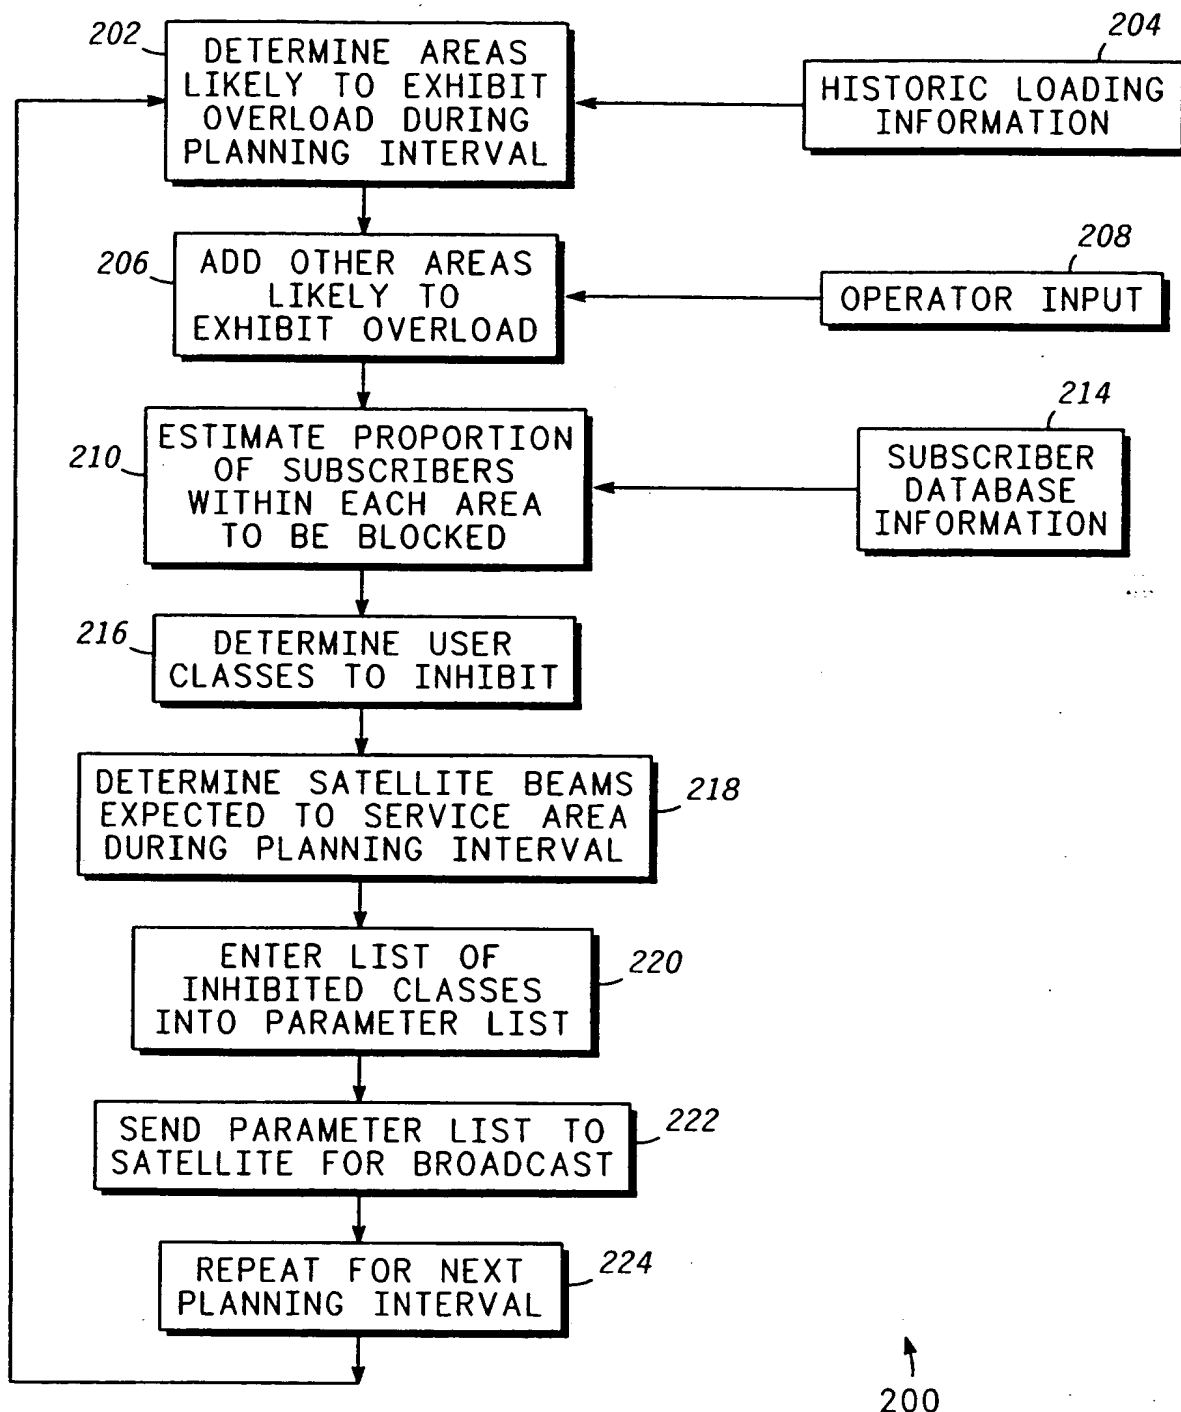 202
DETERMINE AREAS
LIKELY TO EXHIBIT
OVERLOAD DURING
PLANNING INTERVAL
204
HISTORIC LOADING
INFORMATION
206
ADD OTHER AREAS
LIKELY TO
EXHIBIT OVERLOAD
208
OPERATOR INPUT
210
ESTIMATE PROPORTION
OF SUBSCRIBERS
WITHIN EACH AREA
TO BE BLOCKED
214
SUBSCRIBER
DATABASE
INFORMATION
216
DETERMINE USER
CLASSES TO INHIBIT
DETERMINE SATELLITE BEAMS
EXPECTED TO SERVICE AREA
DURING PLANNING INTERVAL
218
ENTER LIST OF
INHIBITED CLASSES
INTO PARAMETER LIST
220
SEND PARAMETER LIST TO
SATELLITE FOR BROADCAST
222
REPEAT FOR NEXT
PLANNING INTERVAL
224
200